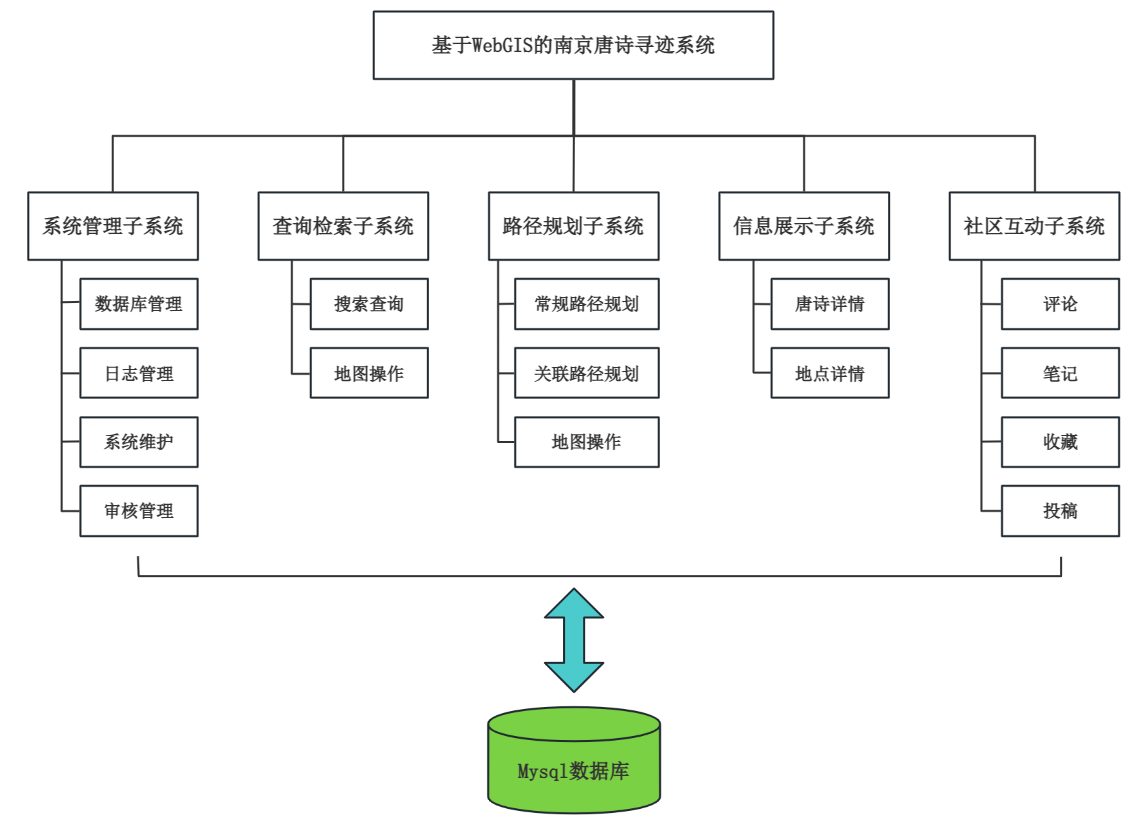 基于WebGIS的南京唐诗寻迹系统
系统管理子系统
数据库管理
日志管理
系统维护
审核管理
查询检索子系统
搜索查询
地图操作
路径规划子系统
常规路径规划
关联路径规划
地图操作
信息展示子系统
唐诗详情
地点详情
社区互动子系统
评论
笔记
收藏
投稿
Mysql数据库